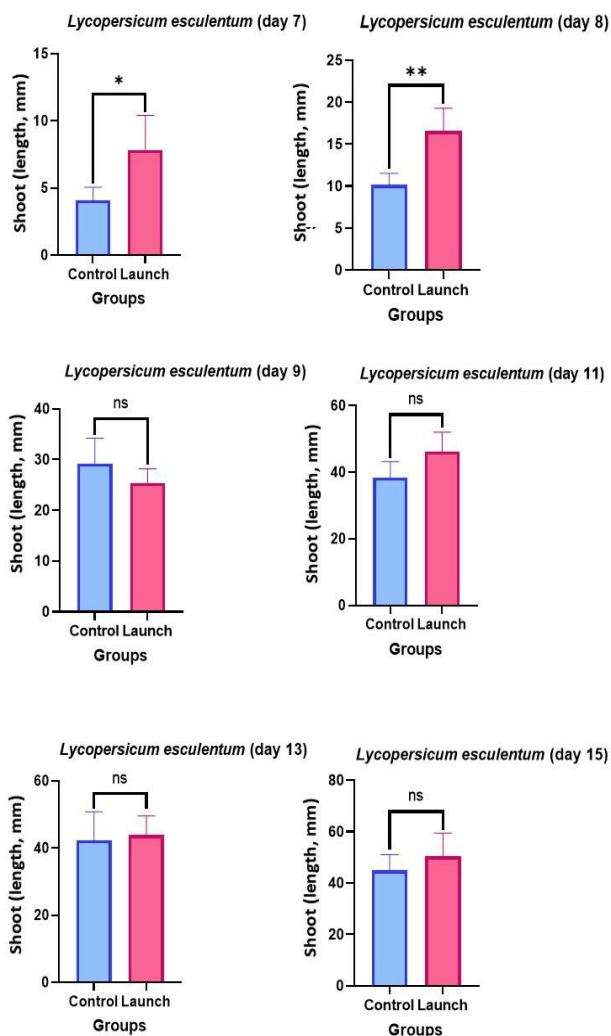 Lycopersicum esculentum (day 7)
Shoot (length, mm)
15
10
5
0
*
Control Launch
Groups
Lycopersicum esculentum (day 8)
Shoot (length, mm)
25
20
15
10
5
0
**
Control Launch
Groups
Lycopersicum esculentum (day 9)
Shoot (length, mm)
40
30
20
10
0
ns
Control Launch
Groups
Lycopersicum esculentum (day 11)
Shoot (length, mm)
60
40
20
0
ns
Control Launch
Groups
Lycopersicum esculentum (day 13)
Shoot (length, mm)
60
40
20
0
ns
Control Launch
Groups
Lycopersicum esculentum (day 15)
Shoot (length, mm)
80
60
40
20
0
ns
Control Launch
Groups